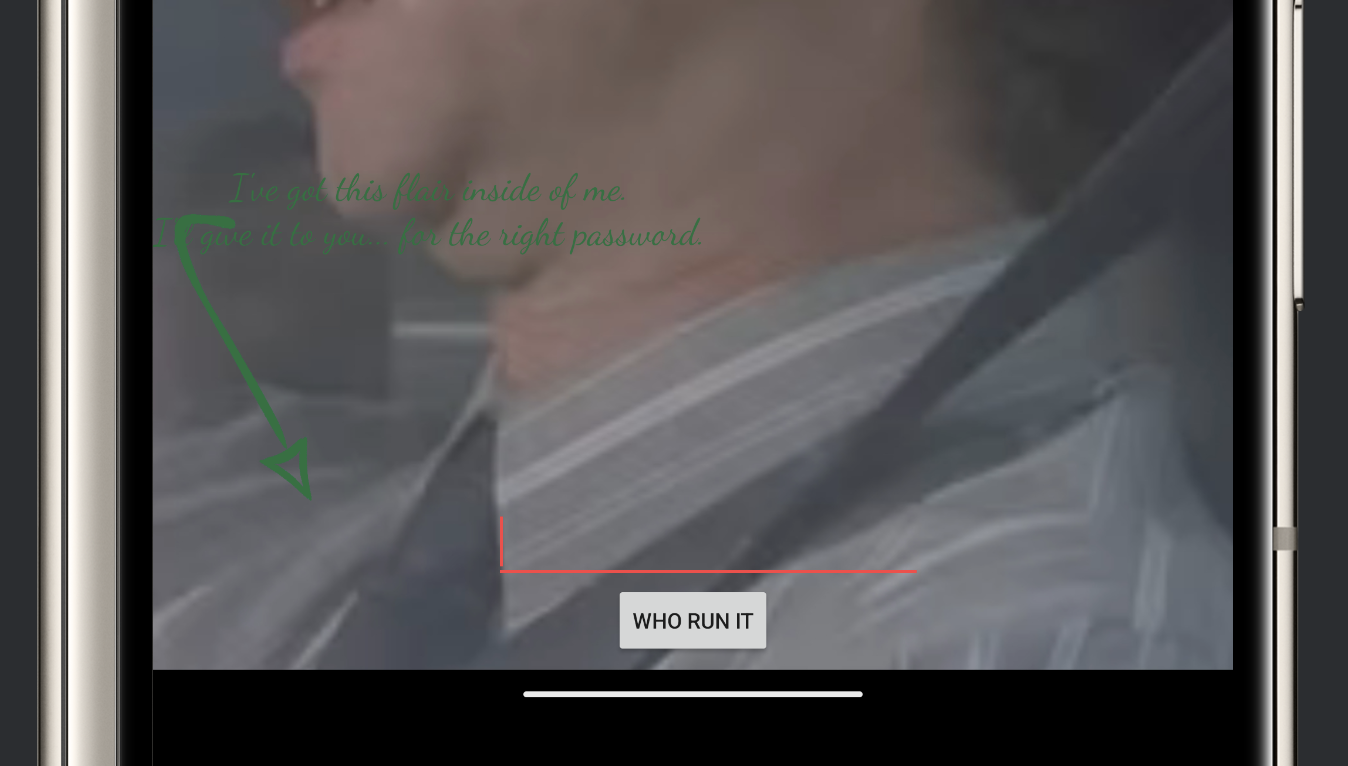 I've got this flair inside of me.
give it to you... for the right password.
WHO RUN IT